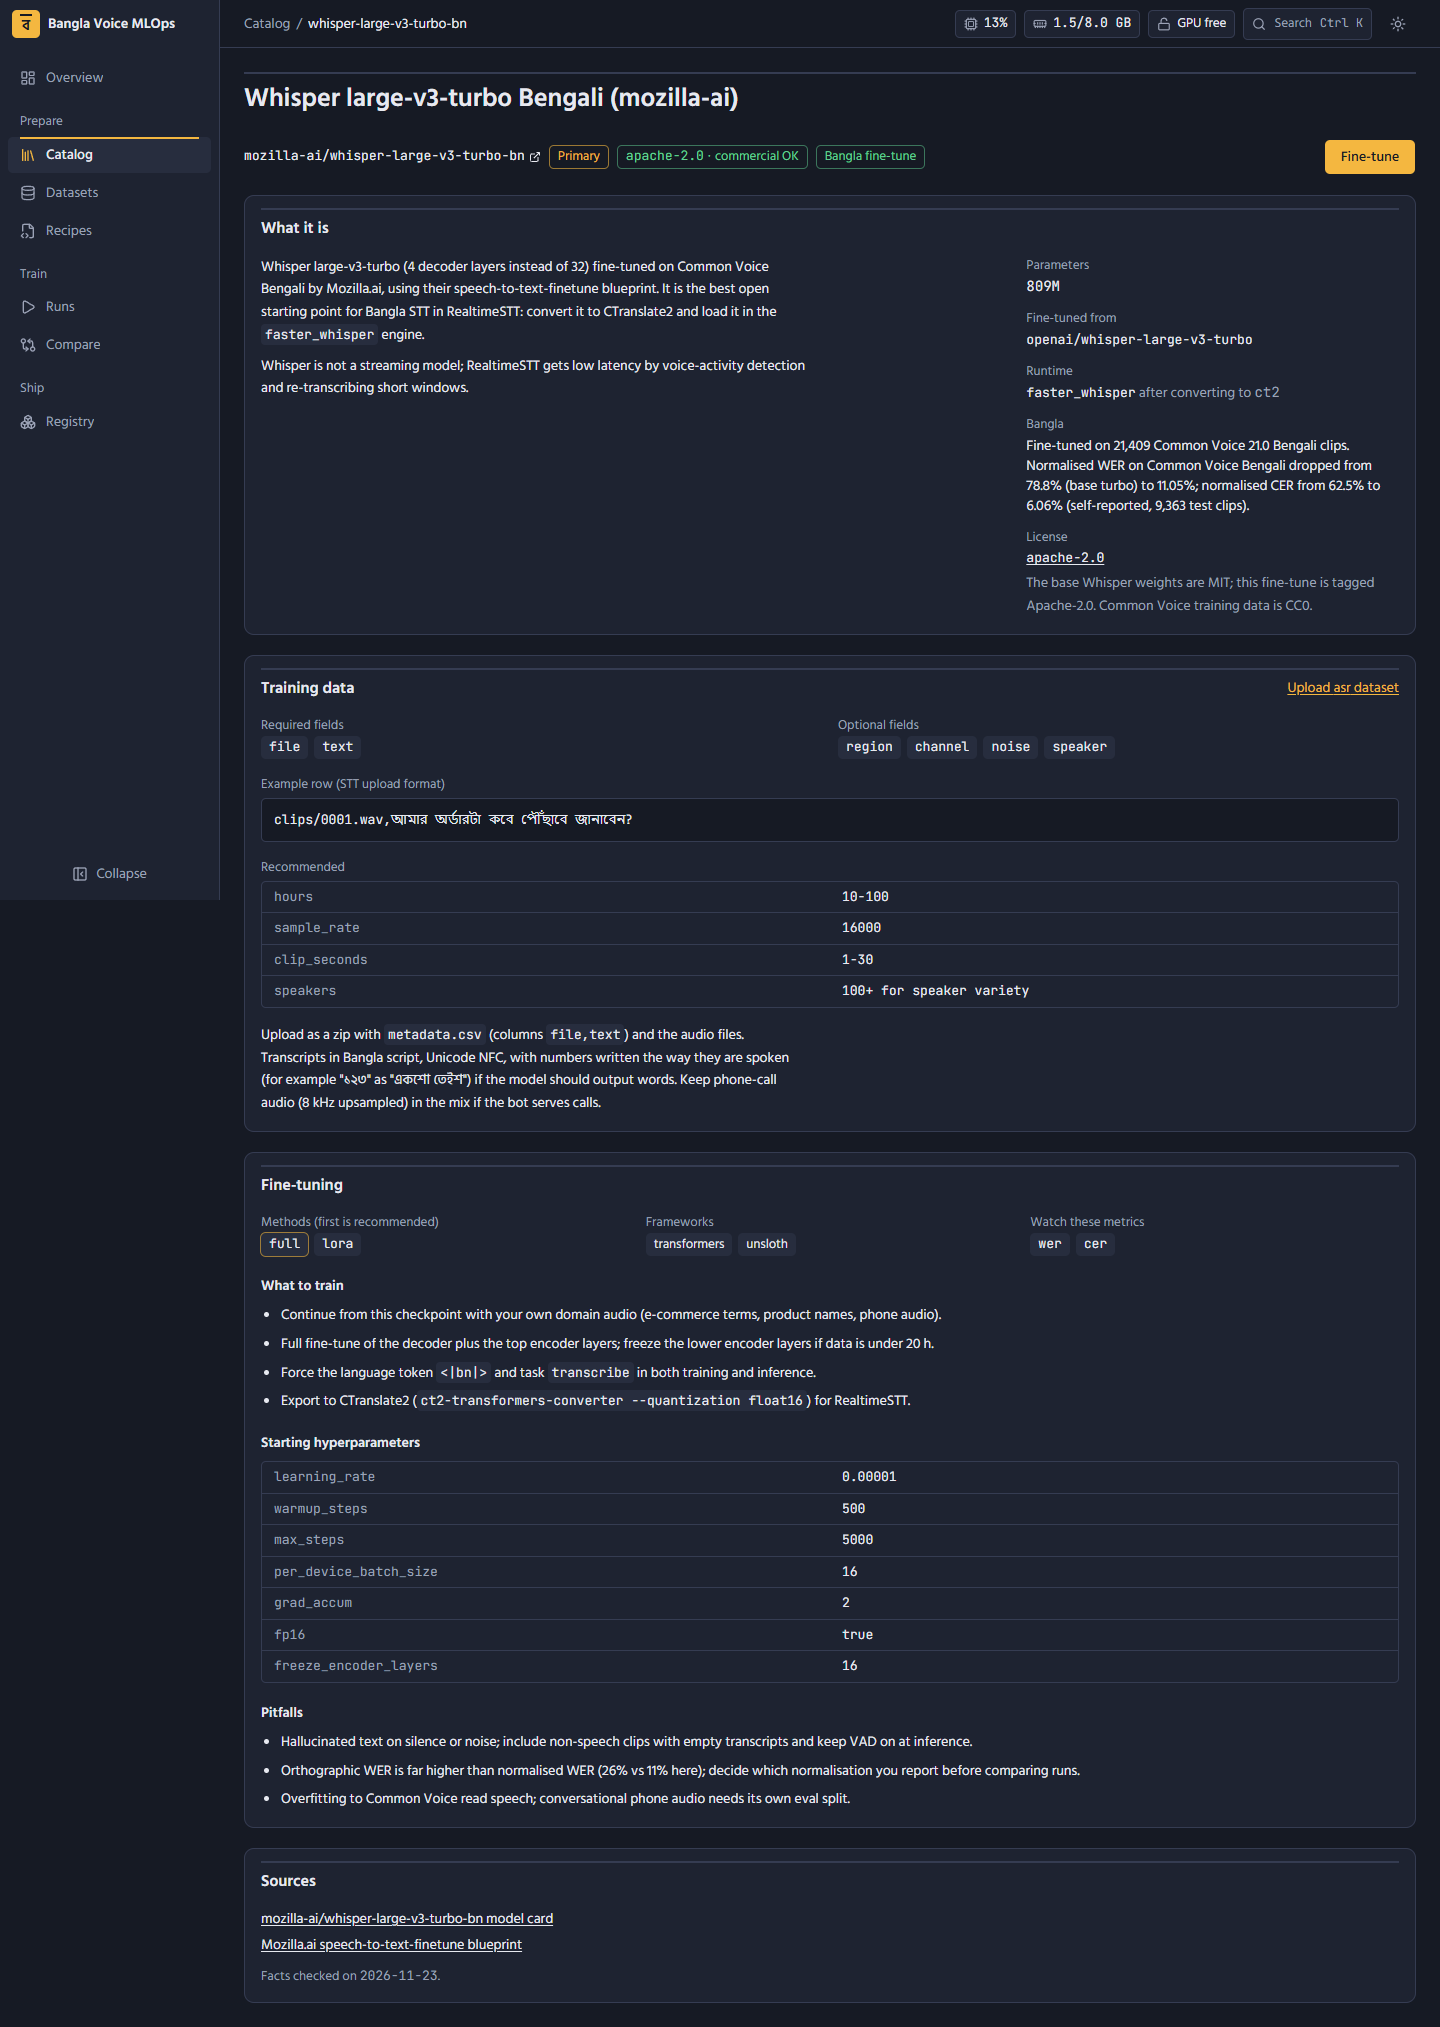 ব Bangla Voice MLOps
Catalog / whisper-large-v3-turbo-bn
13%
1.5/8.0 GB
GPU free
Search Ctrl K
Overview
Prepare
Catalog
Datasets
Recipes
Train
Runs
Compare
Ship
Registry
Collapse
Whisper large-v3-turbo Bengali (mozilla-ai)
mozilla-ai/whisper-large-v3-turbo-bn
Primary
apache-2.0 · commercial OK
Bangla fine-tune
Fine-tune
What it is
Whisper large-v3-turbo (4 decoder layers instead of 32) fine-tuned on Common Voice
Bengali by Mozilla.ai, using their speech-to-text-finetune blueprint. It is the best open
starting point for Bangla STT in RealtimeSTT: convert it to CTranslate2 and load it in the
faster_whisper engine.
Whisper is not a streaming model; RealtimeSTT gets low latency by voice-activity detection
and re-transcribing short windows.
Parameters
809M
Fine-tuned from
openai/whisper-large-v3-turbo
Runtime
faster_whisper after converting to ct2
Bangla
Fine-tuned on 21,409 Common Voice 21.0 Bengali clips.
Normalised WER on Common Voice Bengali dropped from
78.8% (base turbo) to 11.05%; normalised CER from 62.5% to
6.06% (self-reported, 9,363 test clips).
License
apache-2.0
The base Whisper weights are MIT; this fine-tune is tagged
Apache-2.0. Common Voice training data is CC0.
Training data
Upload asr dataset
Required fields
file text
Optional fields
region channel noise speaker
Example row (STT upload format)
clips/0001.wav,আমার অর্ডারটা কবে পৌঁছাবে জানাবেন?
Recommended
hours 10-100
sample_rate 16000
clip_seconds 1-30
speakers 100+ for speaker variety
Upload as a zip with metadata.csv (columns file,text) and the audio files.
Transcripts in Bangla script, Unicode NFC, with numbers written the way they are spoken
(for example "১২৩" as "একশো তেইশ") if the model should output words. Keep phone-call
audio (8 kHz upsampled) in the mix if the bot serves calls.
Fine-tuning
Methods (first is recommended)
full lora
Frameworks
transformers unsloth
Watch these metrics
wer cer
What to train
• Continue from this checkpoint with your own domain audio (e-commerce terms, product names, phone audio).
• Full fine-tune of the decoder plus the top encoder layers; freeze the lower encoder layers if data is under 20 h.
• Force the language token <|bn|> and task transcribe in both training and inference.
• Export to CTranslate2 (ct2-transformers-converter --quantization float16) for RealtimeSTT.
Starting hyperparameters
learning_rate 0.00001
warmup_steps 500
max_steps 5000
per_device_batch_size 16
grad_accum 2
fp16 true
freeze_encoder_layers 16
Pitfalls
• Hallucinated text on silence or noise; include non-speech clips with empty transcripts and keep VAD on at inference.
• Orthographic WER is far higher than normalised WER (26% vs 11% here); decide which normalisation you report before comparing runs.
• Overfitting to Common Voice read speech; conversational phone audio needs its own eval split.
Sources
mozilla-ai/whisper-large-v3-turbo-bn model card
Mozilla.ai speech-to-text-finetune blueprint
Facts checked on 2026-11-23.